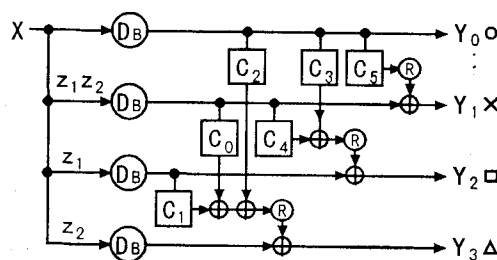 X D_B C_2 C_3 C_5 R Y_0 ○
z_1 z_2 D_B C_0 C_4 R Y_1 ×
z_1 D_B C_1 R Y_2 □
z_2 D_B Y_3 △